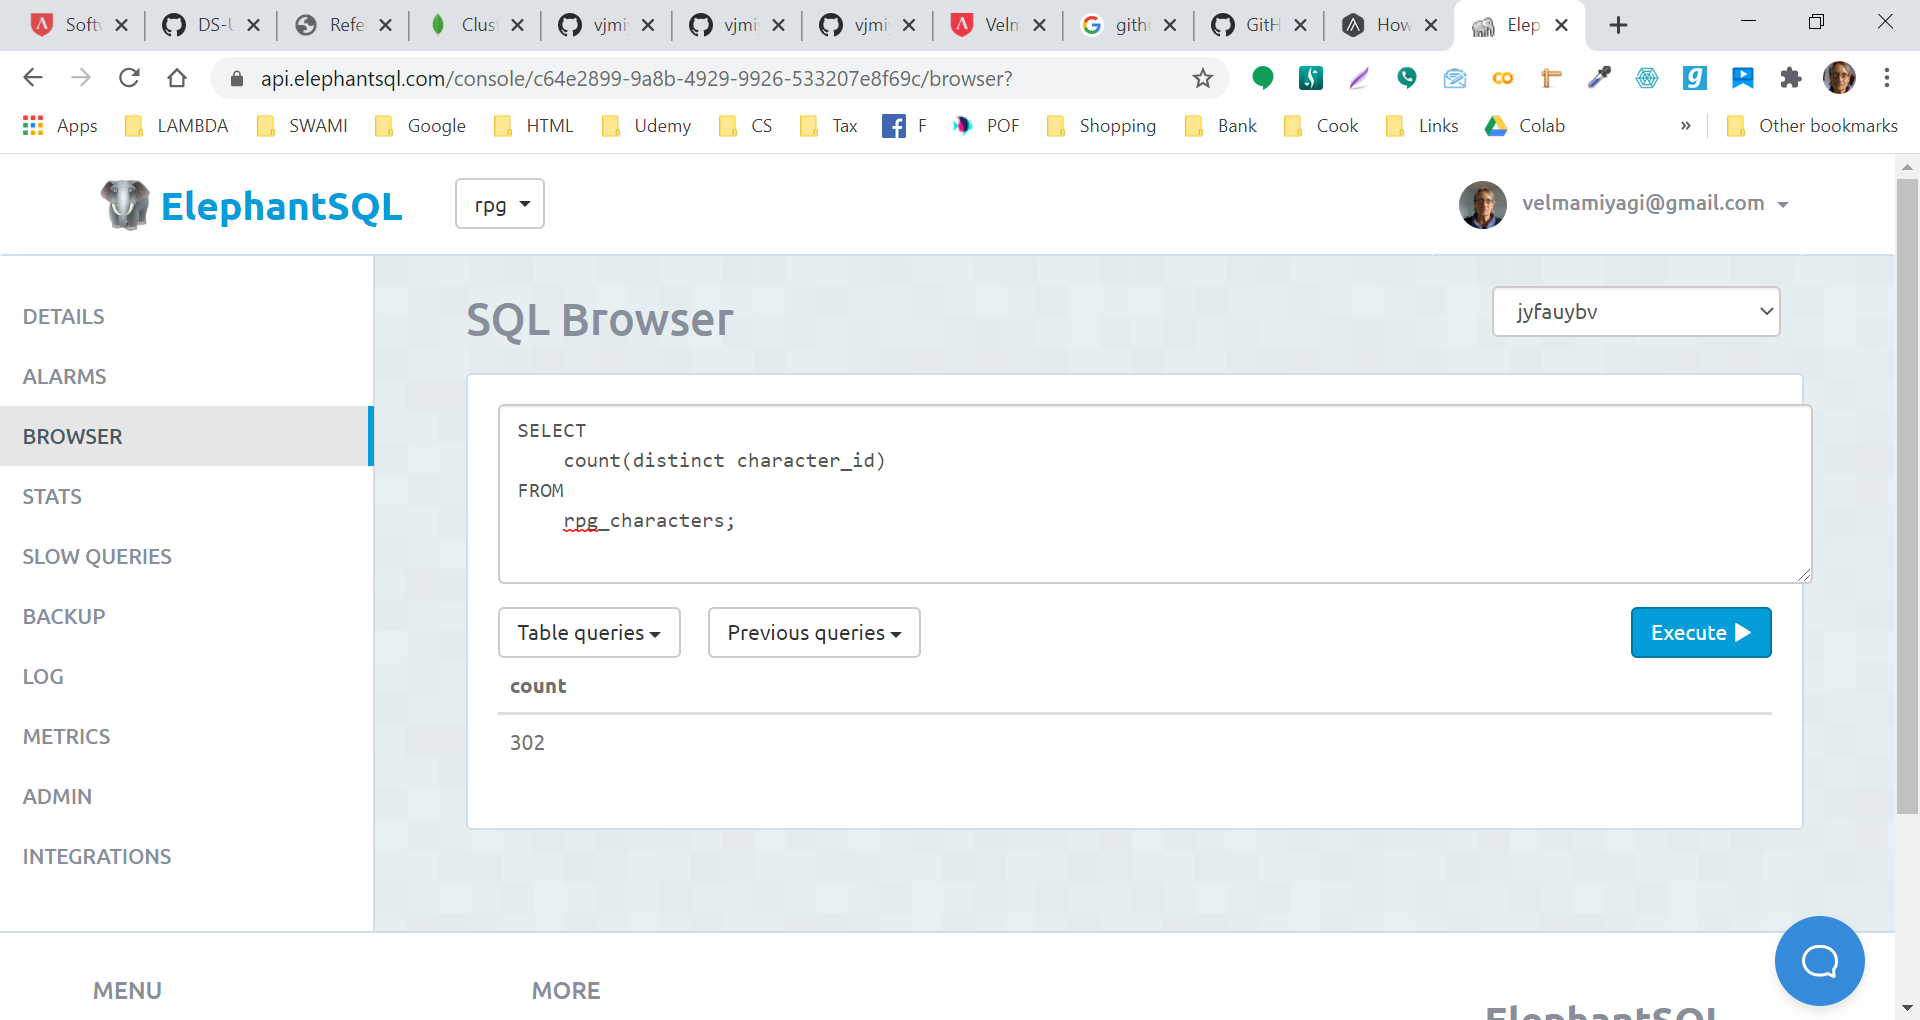 Softw
DS-U
Refe
Clust
vjmi
vjmi
vjmi
Velm
githu
GitH
How
Elep
api.elephantsql.com/console/c64e2899-9a8b-4929-9926-533207e8f69c/browser?
Apps
LAMBDA
SWAMI
Google
HTML
Udemy
CS
Tax
F
POF
Shopping
Bank
Cook
Links
Colab
»
Other bookmarks
ElephantSQL
rpg
velmamiyagi@gmail.com
DETAILS
ALARMS
BROWSER
STATS
SLOW QUERIES
BACKUP
LOG
METRICS
ADMIN
INTEGRATIONS
SQL Browser
jyfauybv
SELECT
count(distinct character_id)
FROM
rpg_characters;
Table queries
Previous queries
Execute
count
302
MENU
MORE
ElephantSQL